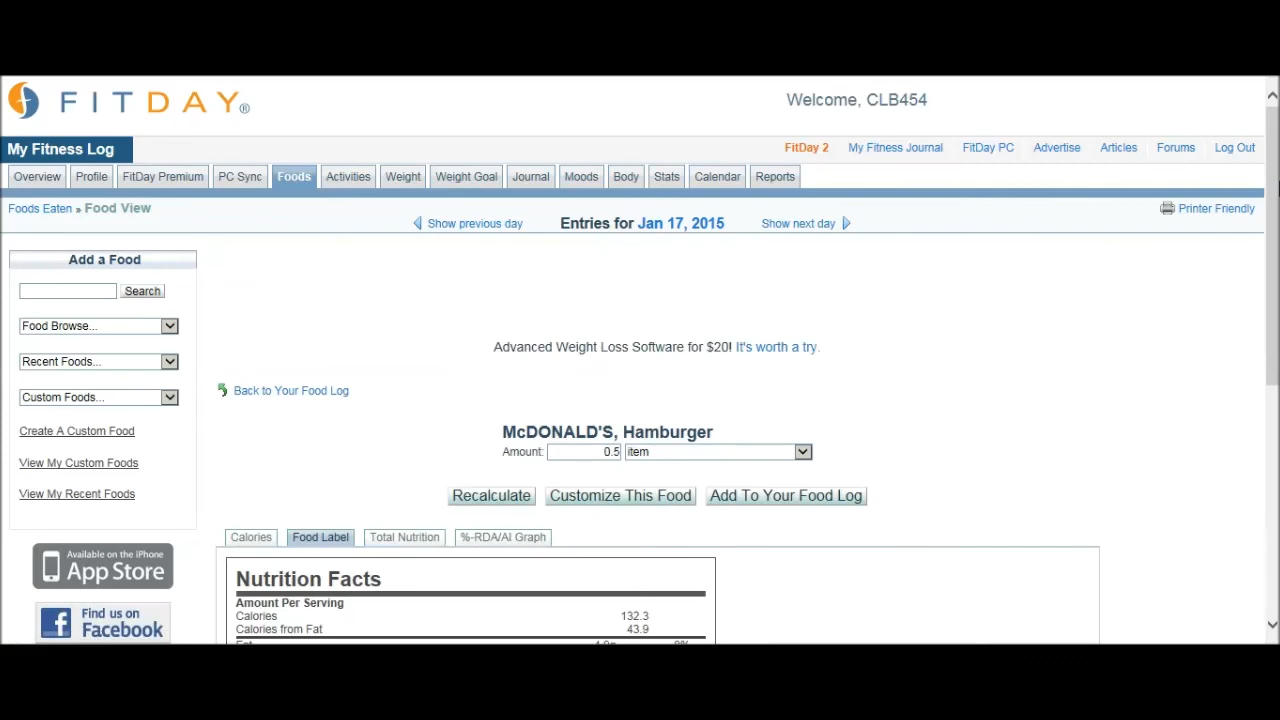 FITDAY®
Welcome, CLB454
My Fitness Log
FitDay 2 My Fitness Journal FitDay PC Advertise Articles Forums Log Out
Overview Profile FitDay Premium PC Sync Foods Activities Weight Weight Goal Journal Moods Body Stats Calendar Reports
Foods Eaten » Food View
Show previous day Entries for Jan 17, 2015 Show next day
Printer Friendly
Add a Food
Search
Food Browse...
Recent Foods...
Custom Foods...
Create A Custom Food
View My Custom Foods
View My Recent Foods
Available on the iPhone
App Store
Find us on
Facebook
Advanced Weight Loss Software for $20! It's worth a try.
Back to Your Food Log
McDONALD'S, Hamburger
Amount: 0.5 item
Recalculate Customize This Food Add To Your Food Log
Calories Food Label Total Nutrition %-RDA/AI Graph
Nutrition Facts
Amount Per Serving
Calories 132.3
Calories from Fat 43.9